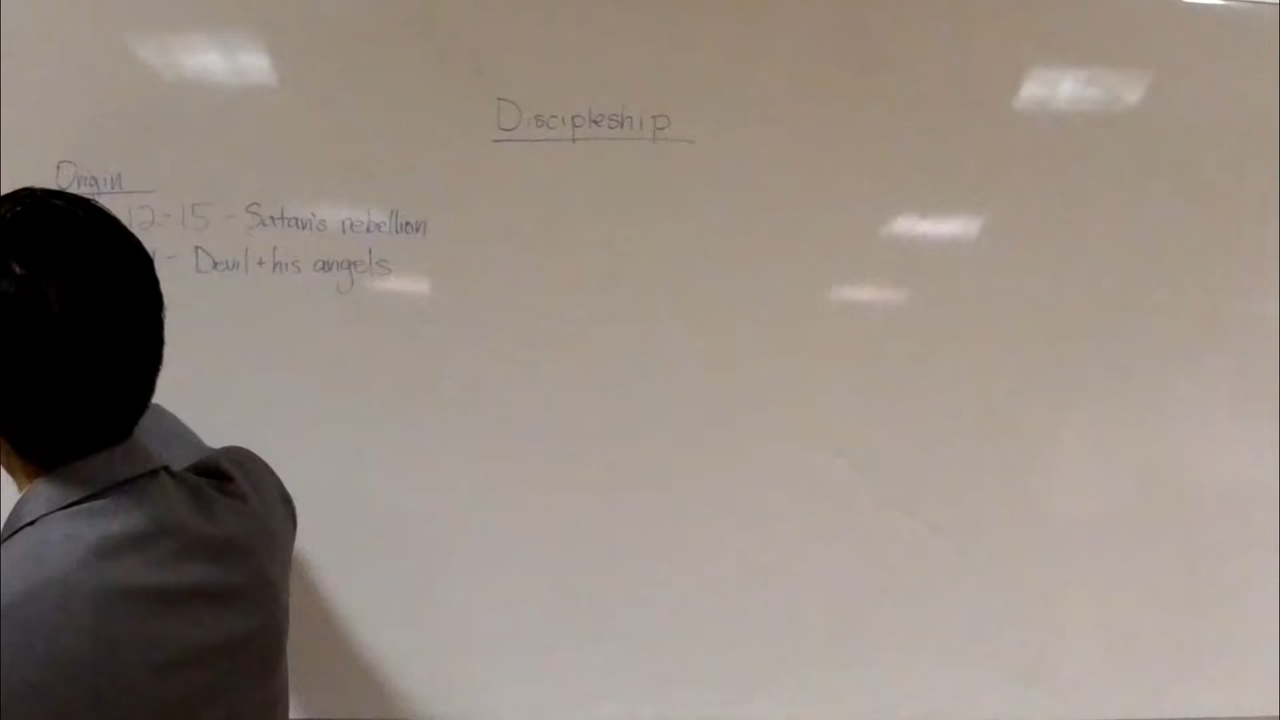 Discipleship
Origin
12-15 - Satan's rebellion
- Devil + his angels